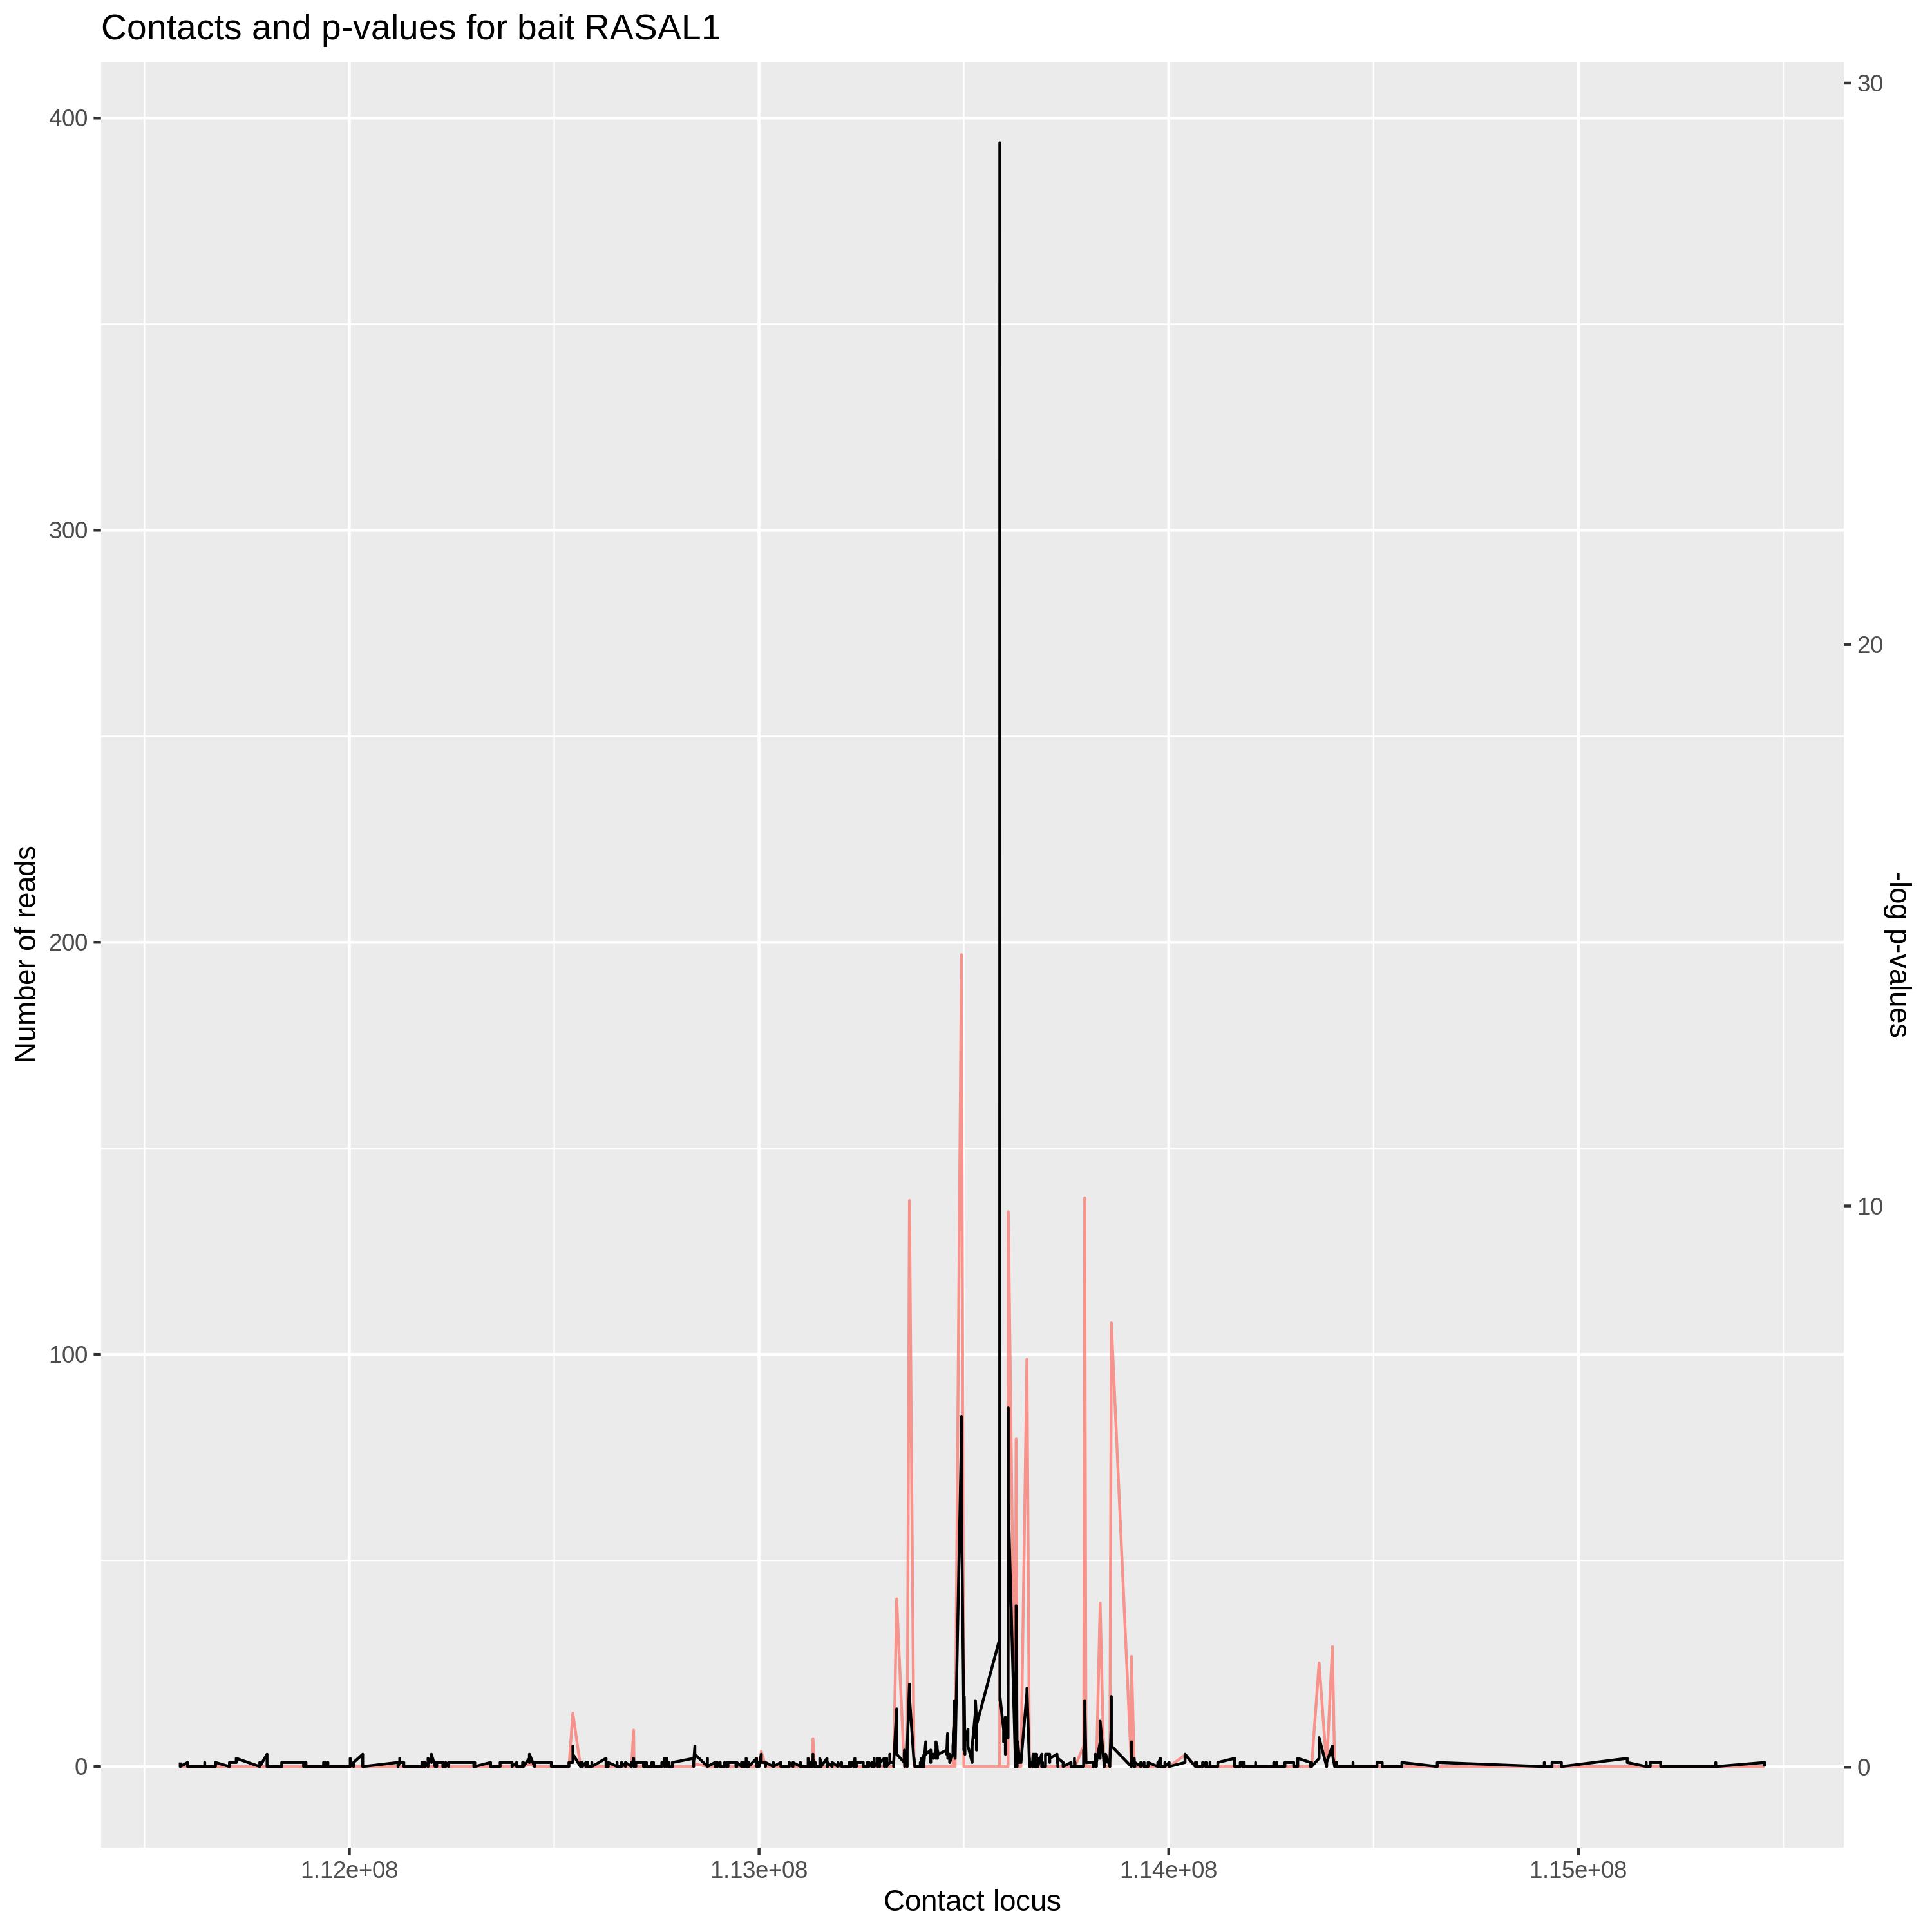 Contacts and p-values for bait RASAL1
400
300
200
100
0
Number of reads
30
20
10
0
-log p-values
1.12e+08
1.13e+08
1.14e+08
1.15e+08
Contact locus